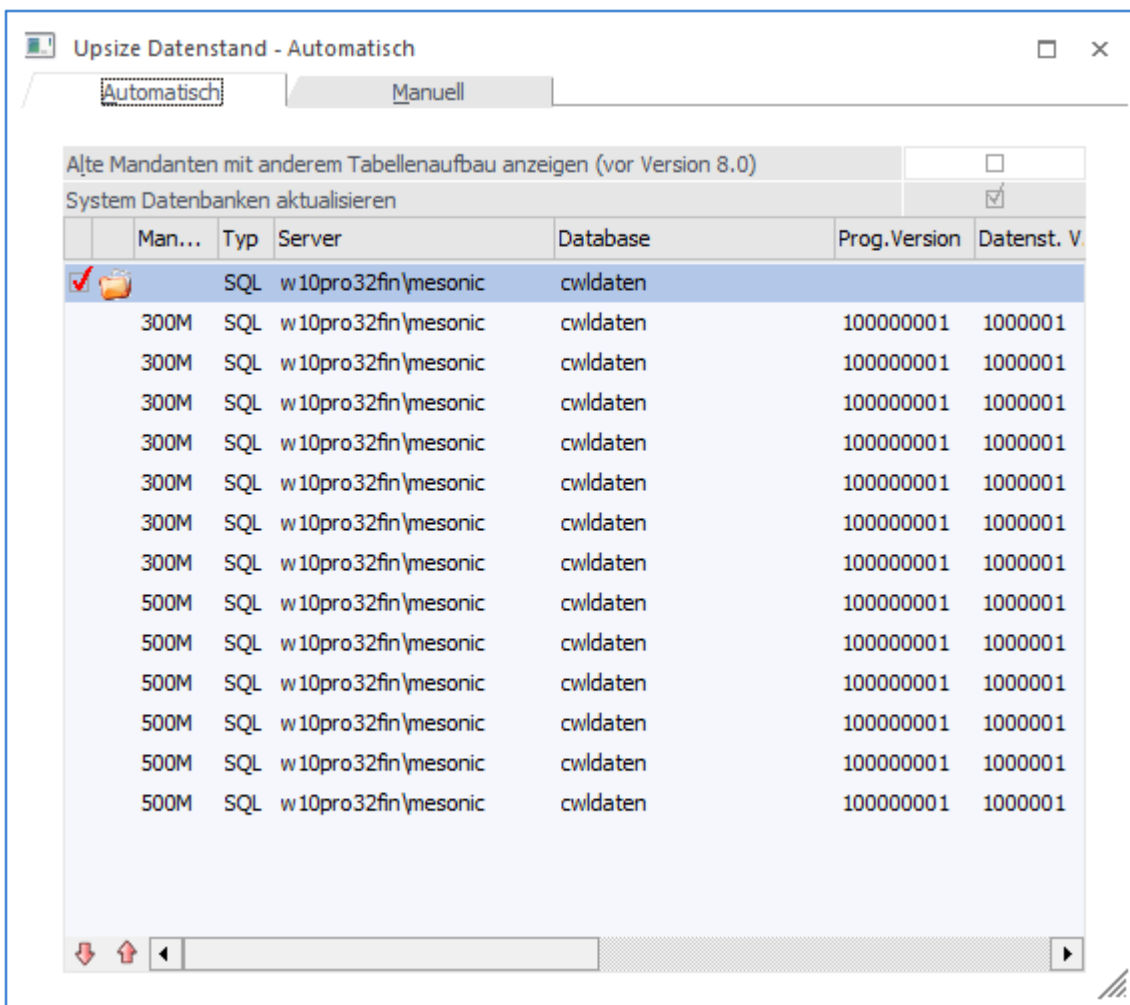 Upsize Datenstand - Automatisch
Automatisch Manuell
Alte Mandanten mit anderem Tabellenaufbau anzeigen (vor Version 8.0)
System Datenbanken aktualisieren
Man... Typ Server Database Prog.Version Datenst. V.
SQL w10pro32fin\mesonic cwldaten
300M SQL w10pro32fin\mesonic cwldaten 100000001 1000001
300M SQL w10pro32fin\mesonic cwldaten 100000001 1000001
300M SQL w10pro32fin\mesonic cwldaten 100000001 1000001
300M SQL w10pro32fin\mesonic cwldaten 100000001 1000001
300M SQL w10pro32fin\mesonic cwldaten 100000001 1000001
300M SQL w10pro32fin\mesonic cwldaten 100000001 1000001
300M SQL w10pro32fin\mesonic cwldaten 100000001 1000001
500M SQL w10pro32fin\mesonic cwldaten 100000001 1000001
500M SQL w10pro32fin\mesonic cwldaten 100000001 1000001
500M SQL w10pro32fin\mesonic cwldaten 100000001 1000001
500M SQL w10pro32fin\mesonic cwldaten 100000001 1000001
500M SQL w10pro32fin\mesonic cwldaten 100000001 1000001
500M SQL w10pro32fin\mesonic cwldaten 100000001 1000001